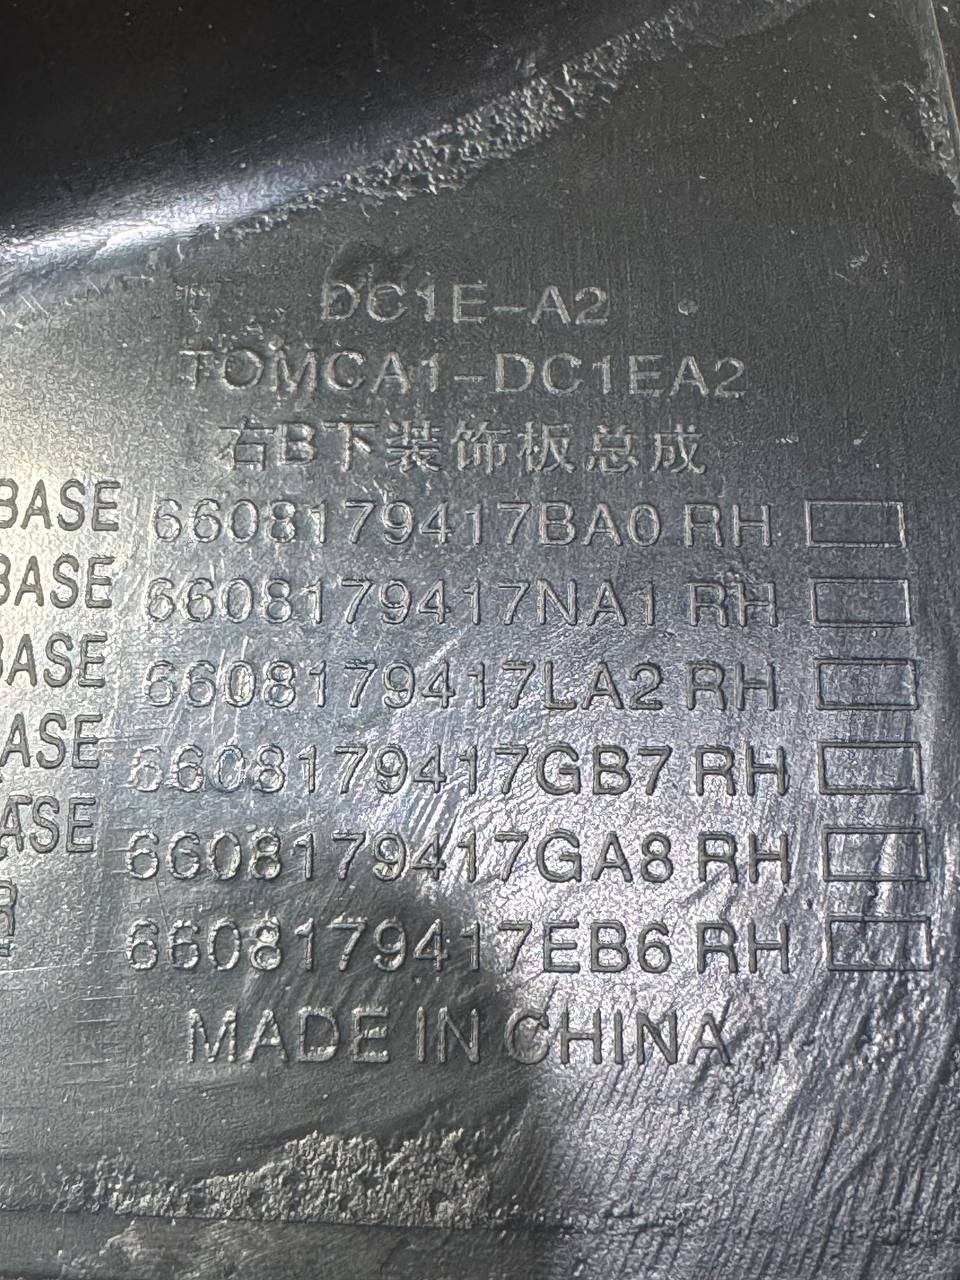 DC1E-A2
TOMCA1-DC1EA2
右B下装饰板总成
BASE 6608179417BA0 RH
BASE 6608179417NA1 RH
BASE 6608179417LA2 RH
ASE 6608179417GB7 RH
ASE 6608179417GA8 RH
6608179417EB6 RH
MADE IN CHINA